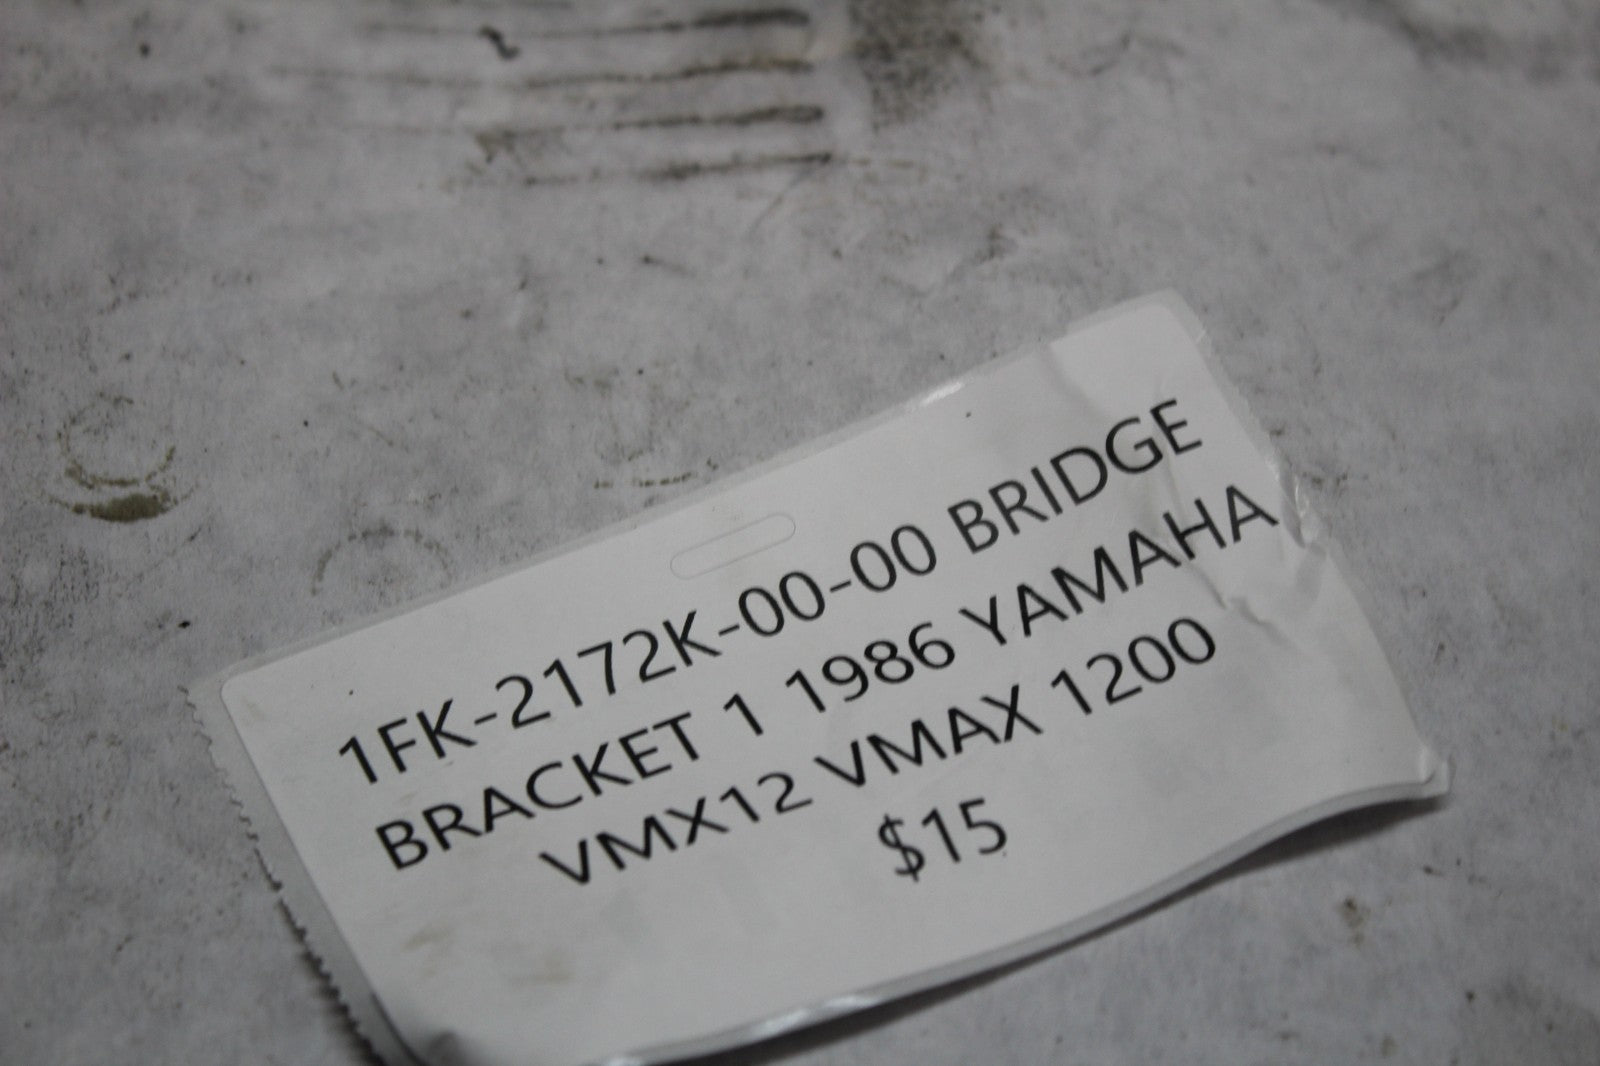 1FK-2172K-00-00 BRIDGE
BRACKET 1 1986 YAMAHA
VMX12 VMAX 1200
$15